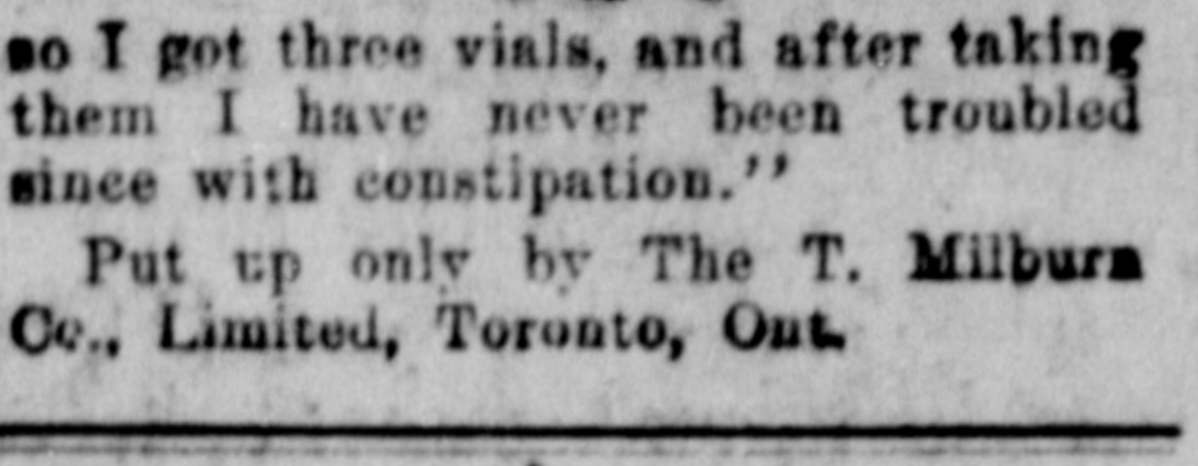 so I got three vials, and after taking
them I have never been troubled
since with constipation."
Put up only by The T. Milburn
Co., Limited, Toronto, Ont.